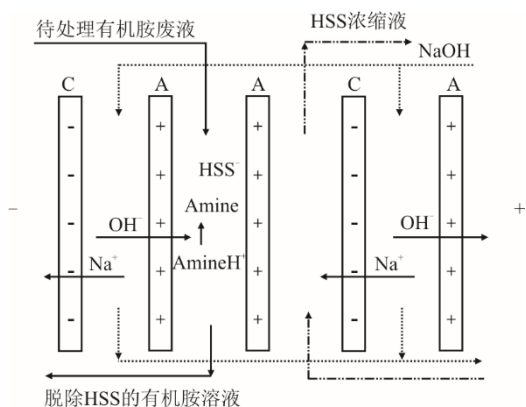 待处理有机胺废液
HSS浓缩液
NaOH
C
A
A
C
A
- + + - +
- + + - +
HSS⁻
- + + - +
Amine
−
+
OH⁻
OH⁻
AmineH⁺
Na⁺
Na⁺
- + + - +
- + + - +
脱除HSS的有机胺溶液